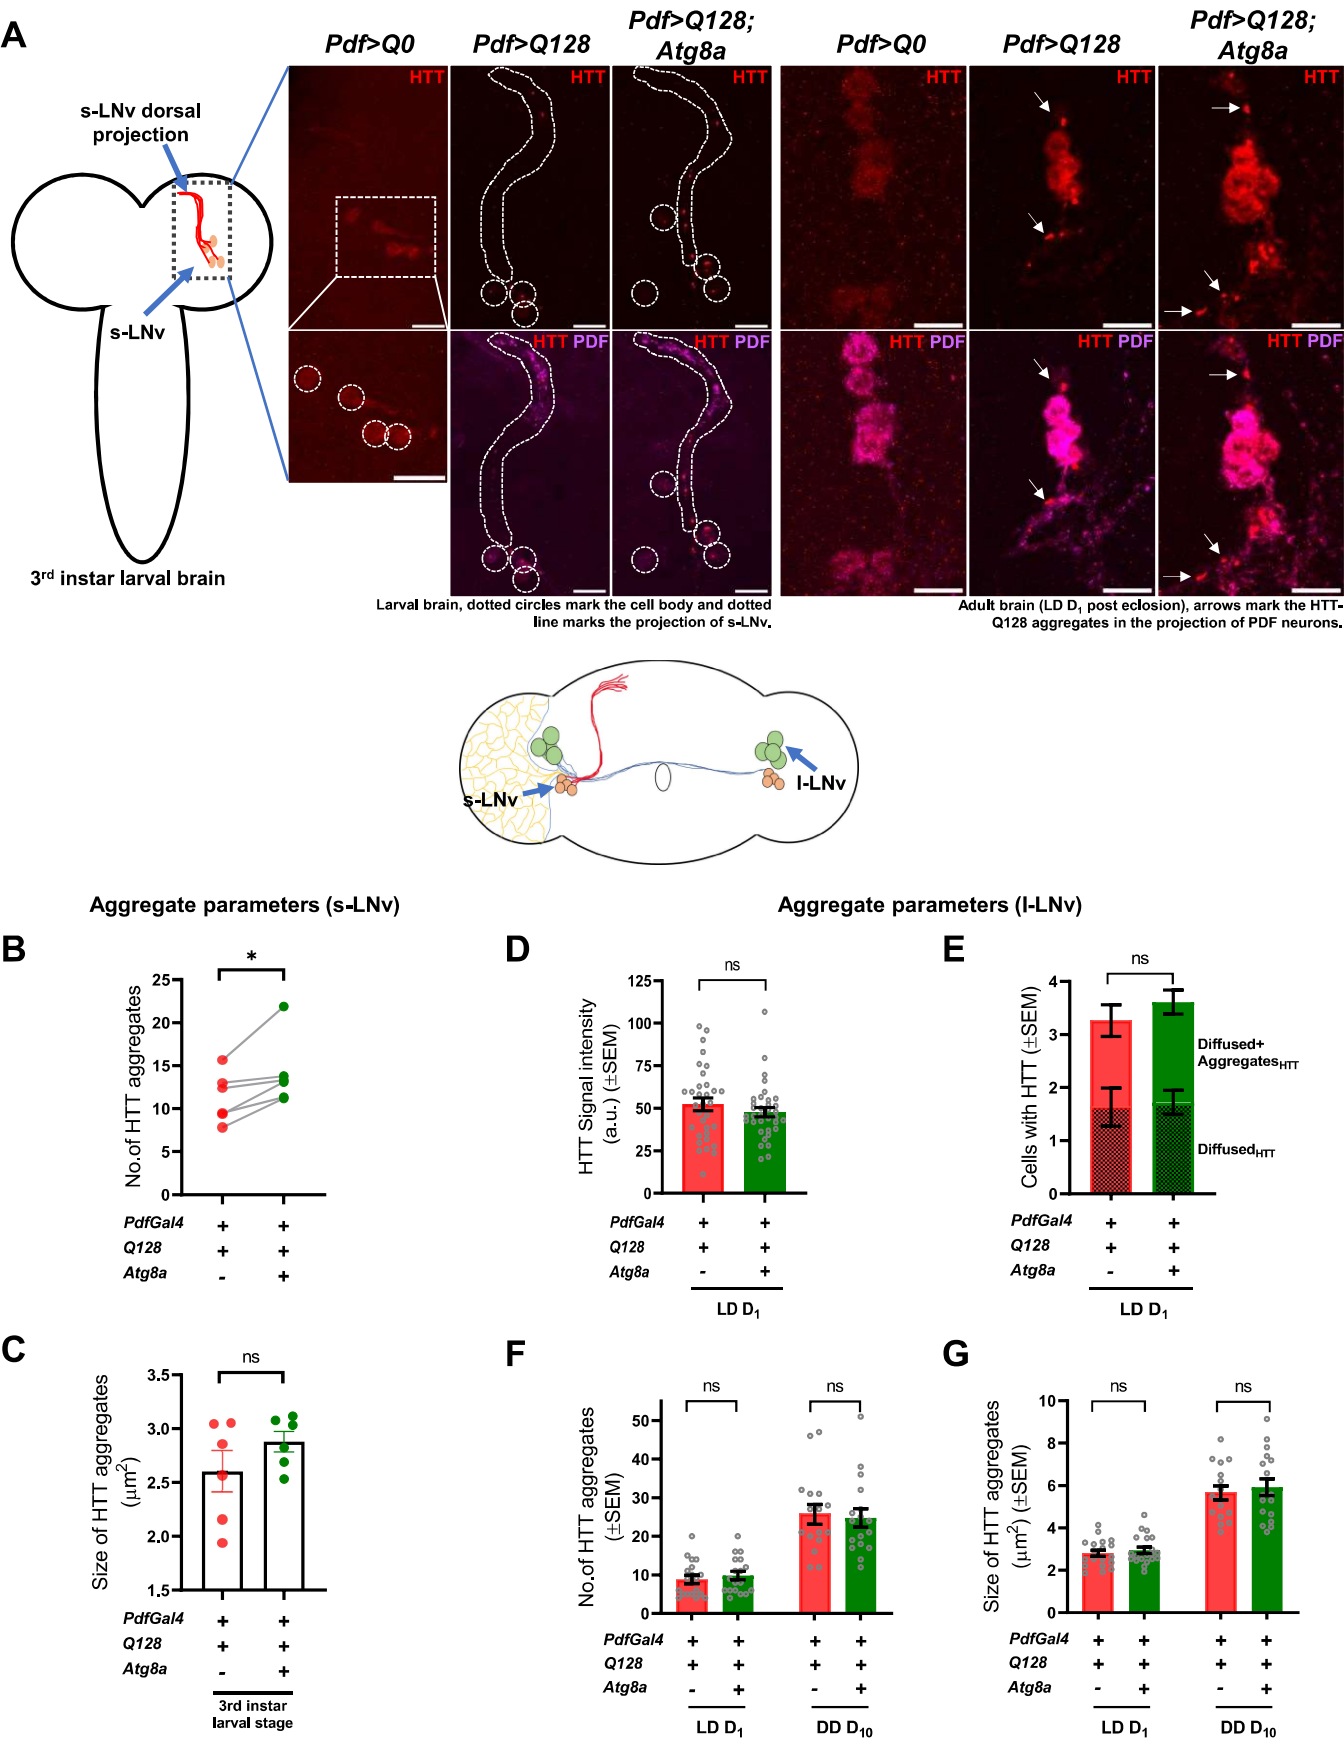 A
Pdf>Q0
Pdf>Q128
Pdf>Q128;
Atg8a
Pdf>Q0
Pdf>Q128
Pdf>Q128;
Atg8a
HTT
HTT
HTT
HTT
HTT
HTT
s-LNv dorsal
projection
s-LNv
HTT PDF
HTT PDF
HTT PDF
HTT PDF
HTT PDF
3rd instar larval brain
Larval brain, dotted circles mark the cell body and dotted
line marks the projection of s-LNv.
Adult brain (LD D1 post eclosion), arrows mark the HTT-
Q128 aggregates in the projection of PDF neurons.
s-LNv
l-LNv
Aggregate parameters (s-LNv)
Aggregate parameters (l-LNv)
B
*
No.of HTT aggregates
25
20
15
10
5
0
PdfGal4 + +
Q128 + +
Atg8a - +
D
ns
HTT Signal intensity
(a.u.) (±SEM)
125
100
75
50
25
0
PdfGal4 + +
Q128 + +
Atg8a - +
LD D1
E
ns
Cells with HTT (±SEM)
4
3
2
1
0
Diffused+
AggregatesHTT
DiffusedHTT
PdfGal4 + +
Q128 + +
Atg8a - +
LD D1
C
ns
Size of HTT aggregates
(μm2)
3.5
3.0
2.5
2.0
1.5
PdfGal4 + +
Q128 + +
Atg8a - +
3rd instar
larval stage
F
ns ns
No.of HTT aggregates
(±SEM)
50
40
30
20
10
0
PdfGal4 + + + +
Q128 + + + +
Atg8a - + - +
LD D1 DD D10
G
ns ns
Size of HTT aggregates
(μm2) (±SEM)
10
8
6
4
2
0
PdfGal4 + + + +
Q128 + + + +
Atg8a - + - +
LD D1 DD D10